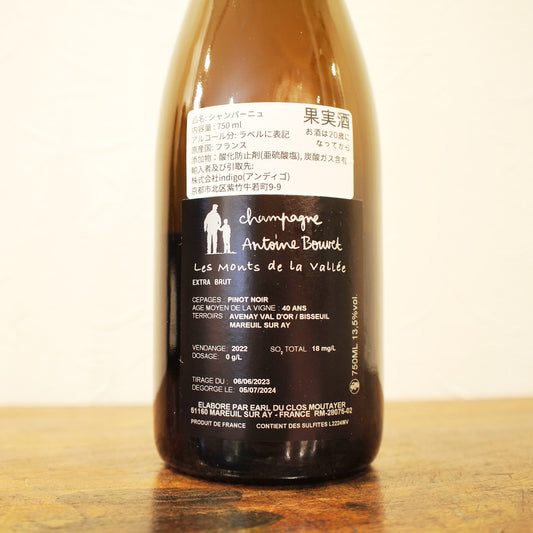 品名: シャンパーニュ
内容量: 750 ml
アルコール分: ラベルに表記
原産国: フランス
添加物: 酸化防止剤(亜硫酸塩), 炭酸ガス含有
輸入者及び引取先:
株式会社indigo(アンディゴ)
京都市北区紫竹牛若町9-9
果実酒
お酒は20歳に
なってから
champagne
Antoine Bouvet
Les Monts de la Vallée
EXTRA BRUT
CEPAGES : PINOT NOIR
AGE MOYEN DE LA VIGNE : 40 ANS
TERROIRS : AVENAY VAL D'OR / BISSEUIL
MAREUIL SUR AY
VENDANGE: 2022 SO2 TOTAL : 18 mg/L
DOSAGE: 0 g/L
TIRAGE DU : 06/06/2023
DEGORGE LE: 05/07/2024
ELABORE PAR EARL DU CLOS MOUTAYER
51160 MAREUIL SUR AY - FRANCE RM-28076-02
PRODUIT DE FRANCE CONTIENT DES SULFITES L2224MV
750ML 13,5%vol.